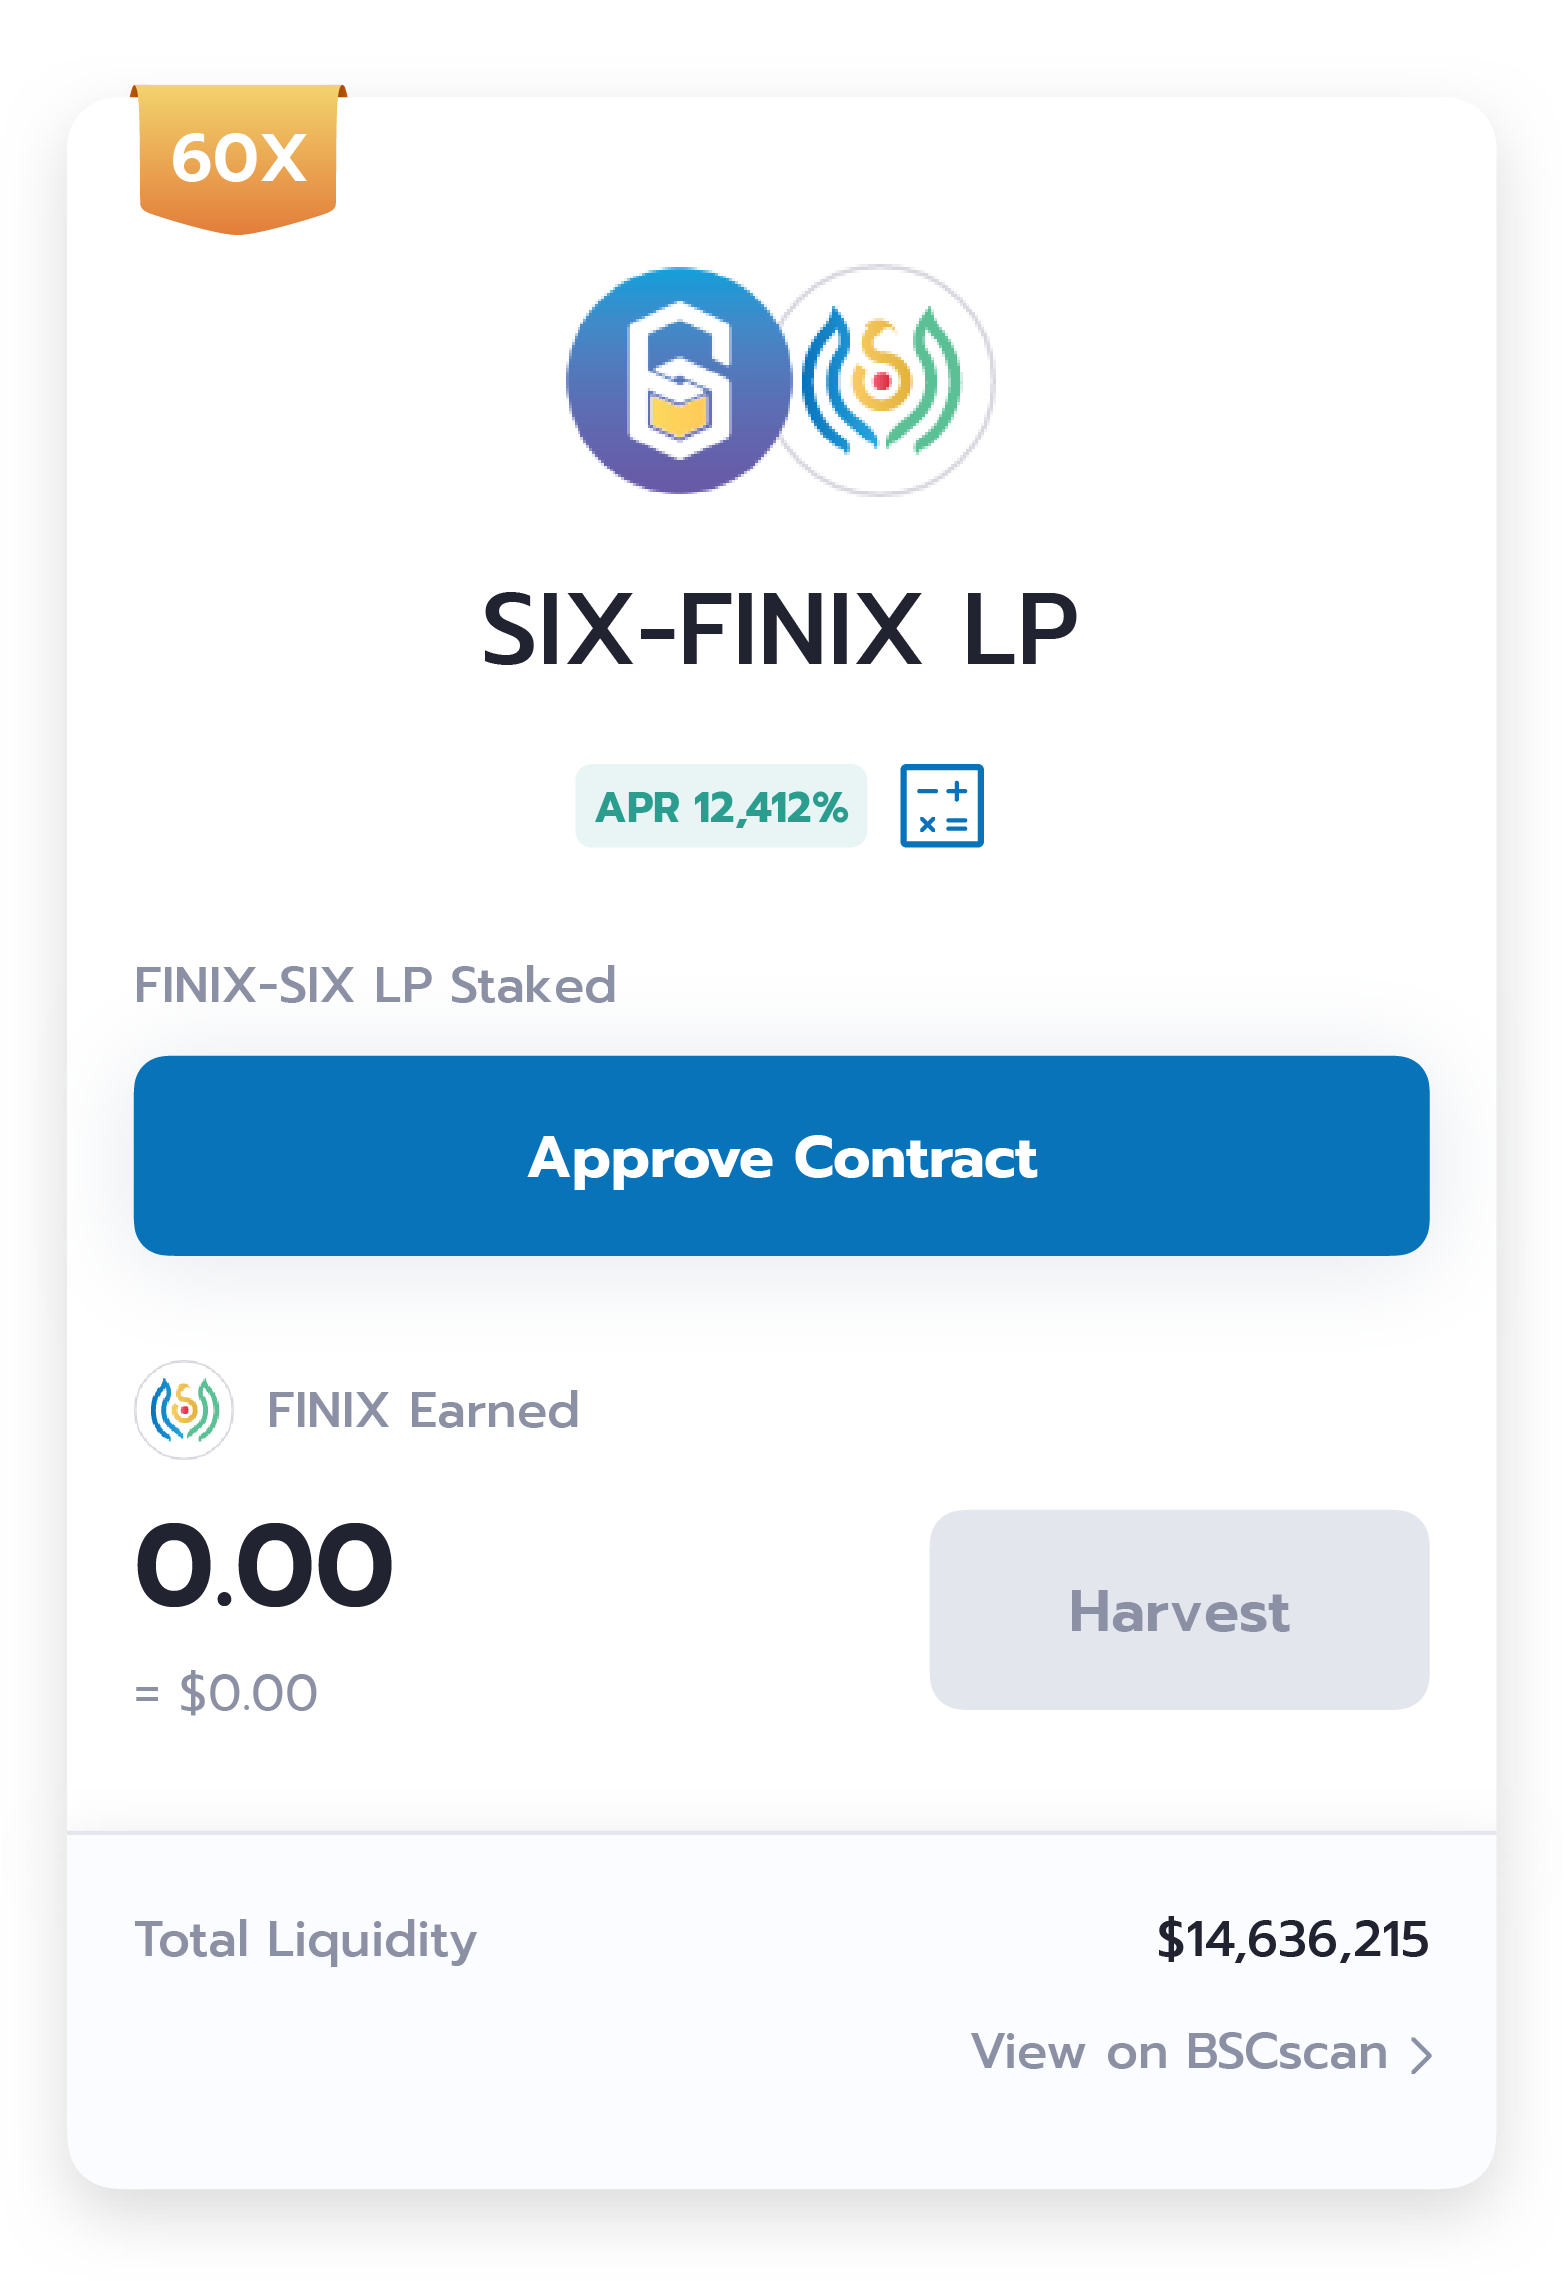 60X
SIX-FINIX LP
APR 12,412%
FINIX-SIX LP Staked
Approve Contract
FINIX Earned
0.00
Harvest
= $0.00
Total Liquidity $14,636,215
View on BSCscan